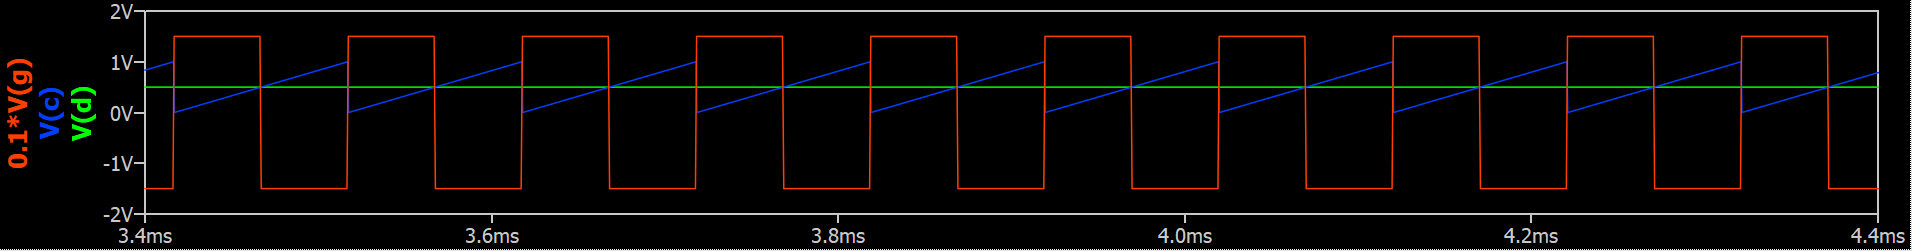 0.1*V(g)
V(c)
V(d)
2V
1V
0V
-1V
-2V
3.4ms 3.6ms 3.8ms 4.0ms 4.2ms 4.4ms